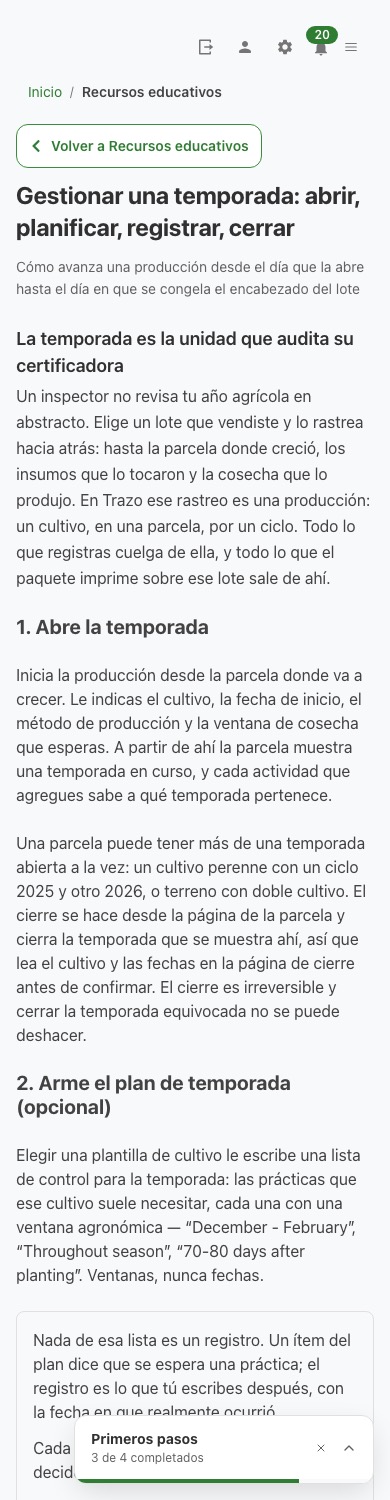 20
Inicio / Recursos educativos
Volver a Recursos educativos
Gestionar una temporada: abrir,
planificar, registrar, cerrar
Cómo avanza una producción desde el día que la abre
hasta el día en que se congela el encabezado del lote
La temporada es la unidad que audita su
certificadora
Un inspector no revisa tu año agrícola en
abstracto. Elige un lote que vendiste y lo rastrea
hacia atrás: hasta la parcela donde creció, los
insumos que lo tocaron y la cosecha que lo
produjo. En Trazo ese rastreo es una producción:
un cultivo, en una parcela, por un ciclo. Todo lo
que registras cuelga de ella, y todo lo que el
paquete imprime sobre ese lote sale de ahí.
1. Abre la temporada
Inicia la producción desde la parcela donde va a
crecer. Le indicas el cultivo, la fecha de inicio, el
método de producción y la ventana de cosecha
que esperas. A partir de ahí la parcela muestra
una temporada en curso, y cada actividad que
agregues sabe a qué temporada pertenece.
Una parcela puede tener más de una temporada
abierta a la vez: un cultivo perenne con un ciclo
2025 y otro 2026, o terreno con doble cultivo. El
cierre se hace desde la página de la parcela y
cierra la temporada que se muestra ahí, así que
lea el cultivo y las fechas en la página de cierre
antes de confirmar. El cierre es irreversible y
cerrar la temporada equivocada no se puede
deshacer.
2. Arme el plan de temporada
(opcional)
Elegir una plantilla de cultivo le escribe una lista
de control para la temporada: las prácticas que
ese cultivo suele necesitar, cada una con una
ventana agronómica — “December - February”,
“Throughout season”, “70-80 days after
planting”. Ventanas, nunca fechas.
Nada de esa lista es un registro. Un ítem del
plan dice que se espera una práctica; el
registro es lo que tú escribes después, con
la fecha en que realmente ocurrió.
Cada
Primeros pasos
3 de 4 completados